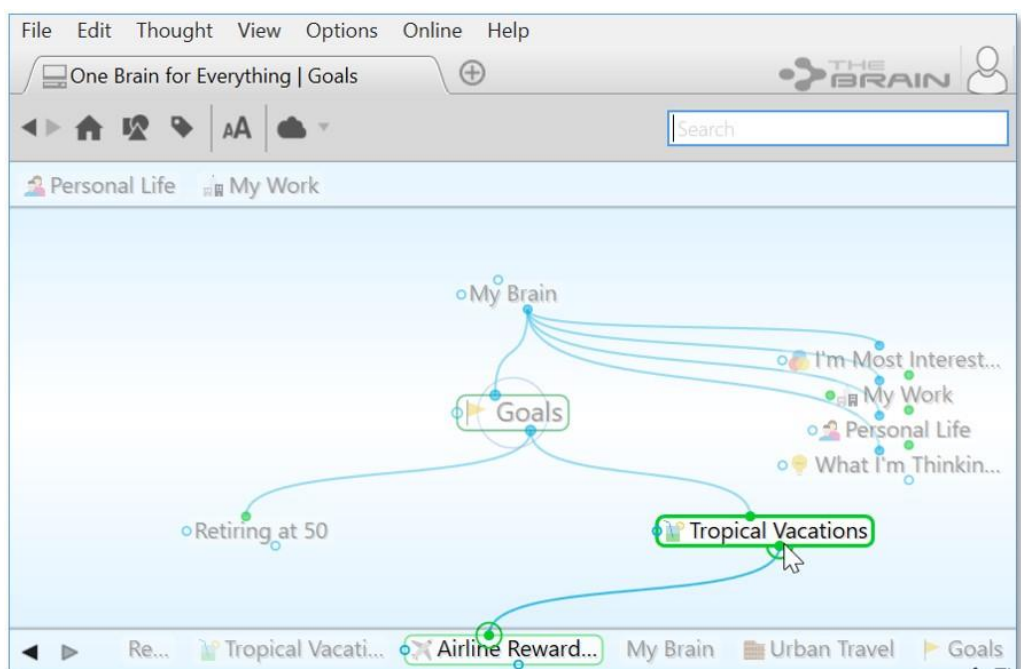 File Edit Thought View Options Online Help
One Brain for Everything | Goals
THE BRAIN
Search
Personal Life My Work
My Brain
I'm Most Interest...
My Work
Goals
Personal Life
What I'm Thinkin...
Retiring at 50
Tropical Vacations
Re... Tropical Vacati... Airline Reward... My Brain Urban Travel Goals